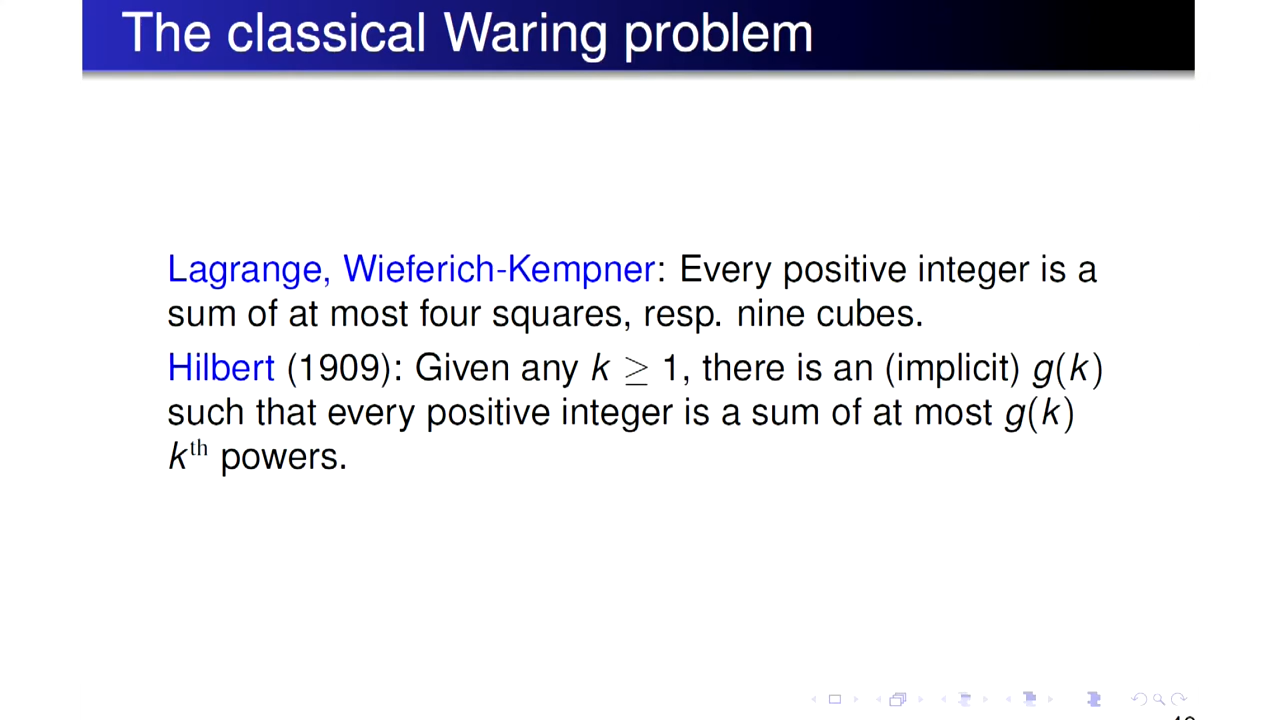 The classical Waring problem
Lagrange, Wieferich-Kempner: Every positive integer is a
sum of at most four squares, resp. nine cubes.
Hilbert (1909): Given any k ≥ 1, there is an (implicit) g(k)
such that every positive integer is a sum of at most g(k)
kᵗʰ powers.